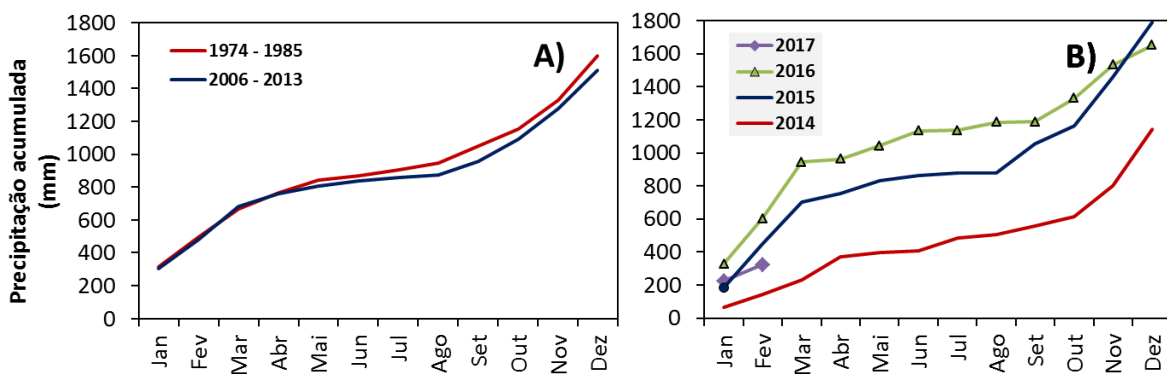 Precipitação acumulada
(mm)
1800
1600
1400
1200
1000
800
600
400
200
0
1974 - 1985
2006 - 2013
A)
Jan
Fev
Mar
Abr
Mai
Jun
Jul
Ago
Set
Out
Nov
Dez
1800
1600
1400
1200
1000
800
600
400
200
0
2017
2016
2015
2014
B)
Jan
Fev
Mar
Abr
Mai
Jun
Jul
Ago
Set
Out
Nov
Dez